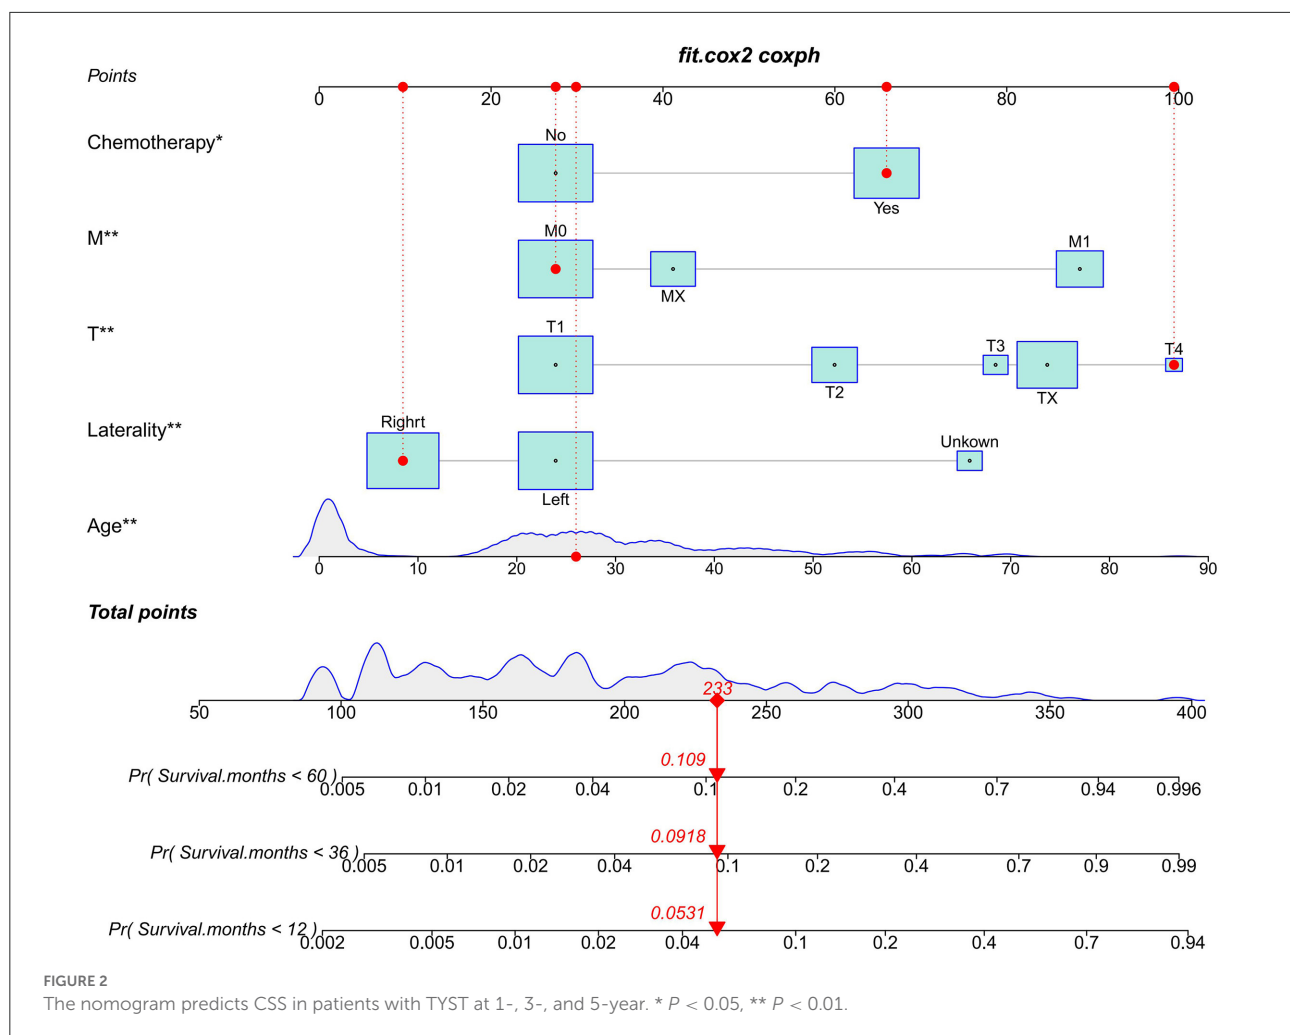 fit.cox2 coxph
Points
0 20 40 60 80 100
Chemotherapy*
No
Yes
M**
M0
M1
MX
T**
T1
T3
T4
T2
TX
Laterality**
Righrt
Unkown
Left
Age**
0 10 20 30 40 50 60 70 80 90
Total points
233
50 100 150 200 250 300 350 400
0.109
Pr( Survival.months < 60 )
0.005 0.01 0.02 0.04 0.1 0.2 0.4 0.7 0.94 0.996
0.0918
Pr( Survival.months < 36 )
0.005 0.01 0.02 0.04 0.1 0.2 0.4 0.7 0.9 0.99
0.0531
Pr( Survival.months < 12 )
0.002 0.005 0.01 0.02 0.04 0.1 0.2 0.4 0.7 0.94
FIGURE 2
The nomogram predicts CSS in patients with TYST at 1-, 3-, and 5-year. * P < 0.05, ** P < 0.01.